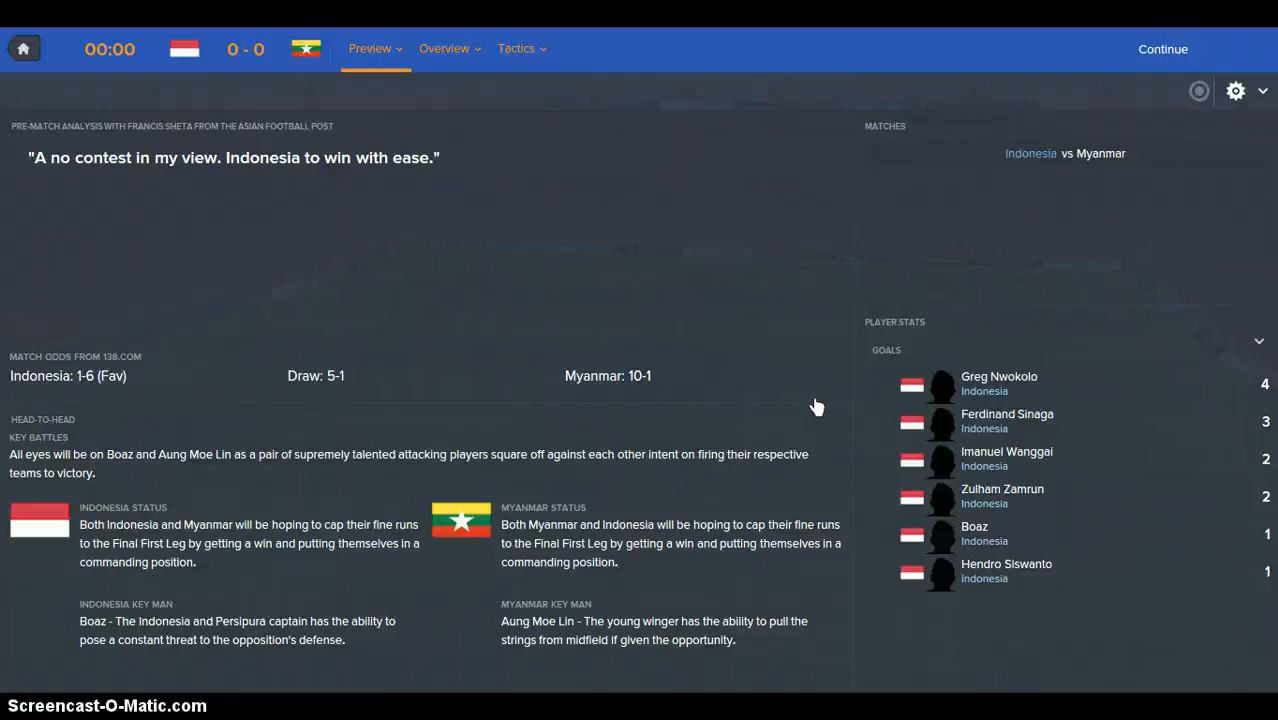 00:00
0 - 0
Preview
Overview
Tactics
Continue
PRE-MATCH ANALYSIS WITH FRANCIS SHETA FROM THE ASIAN FOOTBALL POST
"A no contest in my view. Indonesia to win with ease."
MATCHES
Indonesia vs Myanmar
MATCH ODDS FROM 138.COM
Indonesia: 1-6 (Fav)
Draw: 5-1
Myanmar: 10-1
HEAD-TO-HEAD
KEY BATTLES
All eyes will be on Boaz and Aung Moe Lin as a pair of supremely talented attacking players square off against each other intent on firing their respective
teams to victory.
INDONESIA STATUS
Both Indonesia and Myanmar will be hoping to cap their fine runs
to the Final First Leg by getting a win and putting themselves in a
commanding position.
MYANMAR STATUS
Both Myanmar and Indonesia will be hoping to cap their fine runs
to the Final First Leg by getting a win and putting themselves in a
commanding position.
INDONESIA KEY MAN
Boaz - The Indonesia and Persipura captain has the ability to
pose a constant threat to the opposition's defense.
MYANMAR KEY MAN
Aung Moe Lin - The young winger has the ability to pull the
strings from midfield if given the opportunity.
PLAYER STATS
GOALS
Greg Nwokolo
Indonesia
4
Ferdinand Sinaga
Indonesia
3
Imanuel Wanggai
Indonesia
2
Zulham Zamrun
Indonesia
2
Boaz
Indonesia
1
Hendro Siswanto
Indonesia
1
Screencast-O-Matic.com